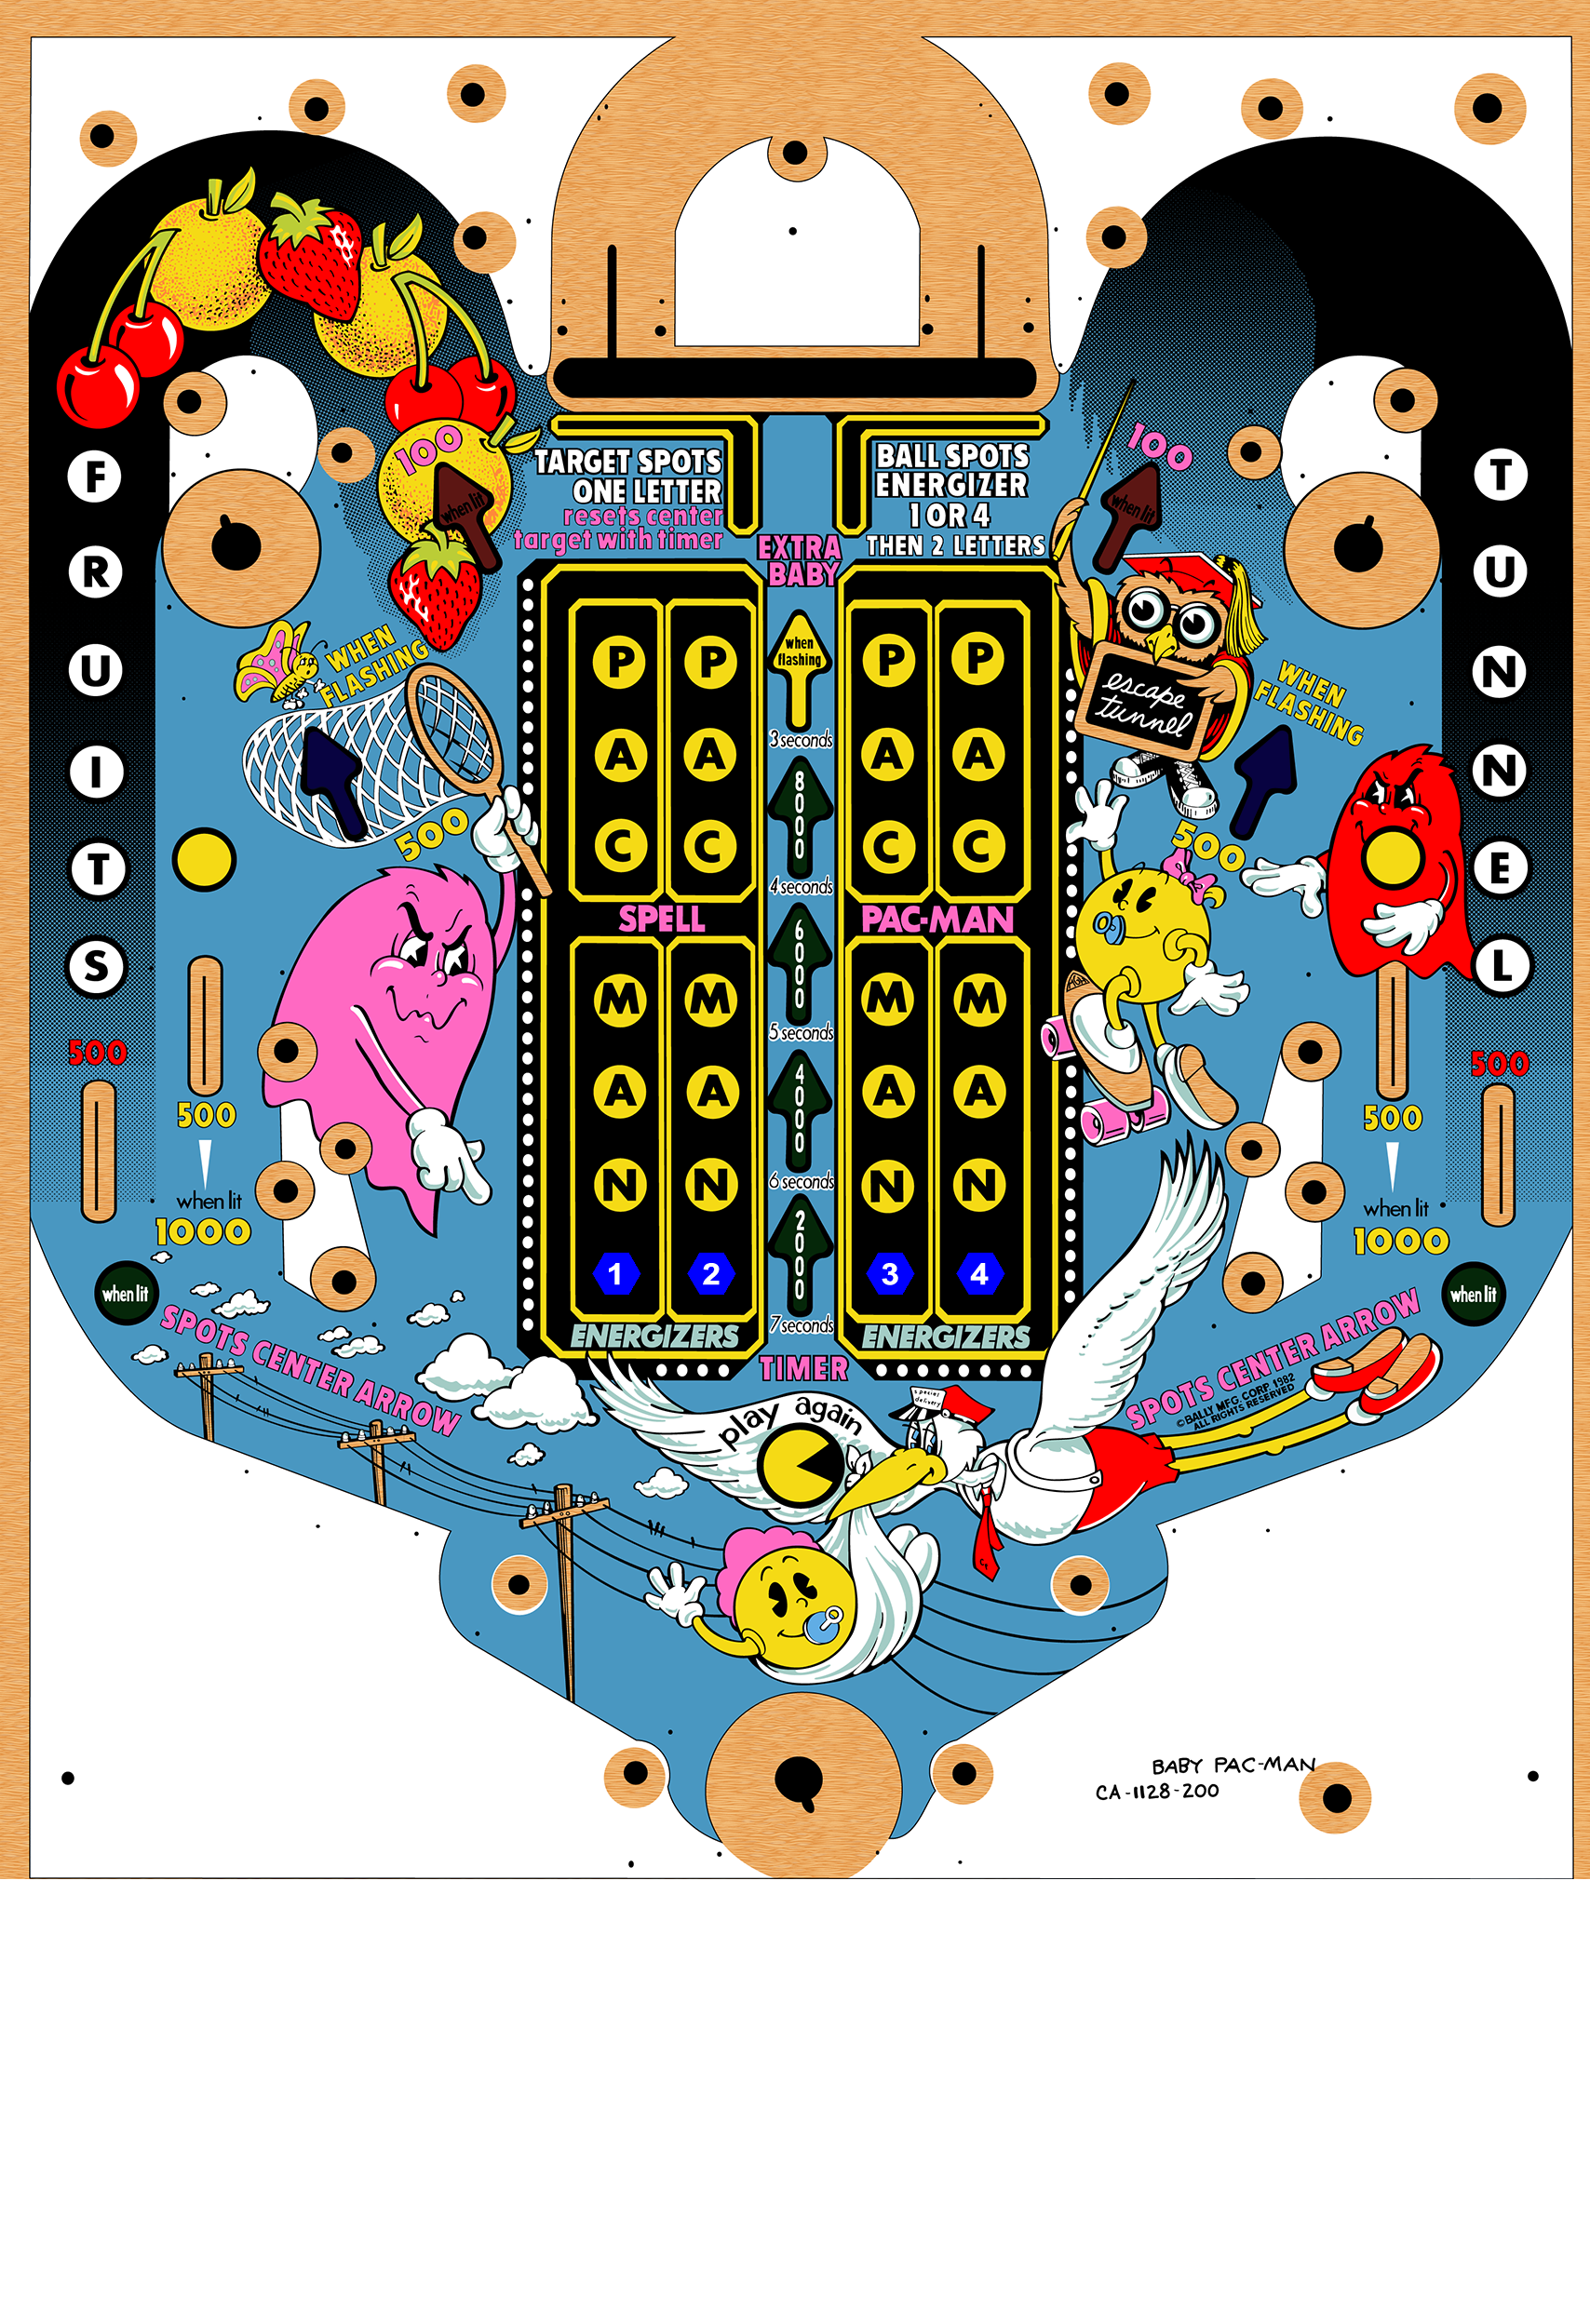 F
R
U
I
T
S
500
500
when lit
1000
when lit
SPOTS CENTER ARROW
100
when lit
WHEN
FLASHING
500
TARGET SPOTS
ONE LETTER
resets center
target with timer
BALL SPOTS
ENERGIZER
1 OR 4
THEN 2 LETTERS
EXTRA
BABY
when
flashing
3 seconds
8000
4 seconds
6000
5 seconds
4000
6 seconds
2000
7 seconds
TIMER
P P P P
A A A A
C C C C
SPELL PAC-MAN
M M M M
A A A A
N N N N
1 2 3 4
ENERGIZERS ENERGIZERS
100
when lit
escape
tunnel
WHEN
FLASHING
500
AGA
T
U
N
N
E
L
500
500
when lit
1000
when lit
SPOTS CENTER ARROW
©BALLY MFG. CORP 1982
ALL RIGHTS RESERVED
special
delivery
play again
BABY PAC-MAN
CA-1128-200